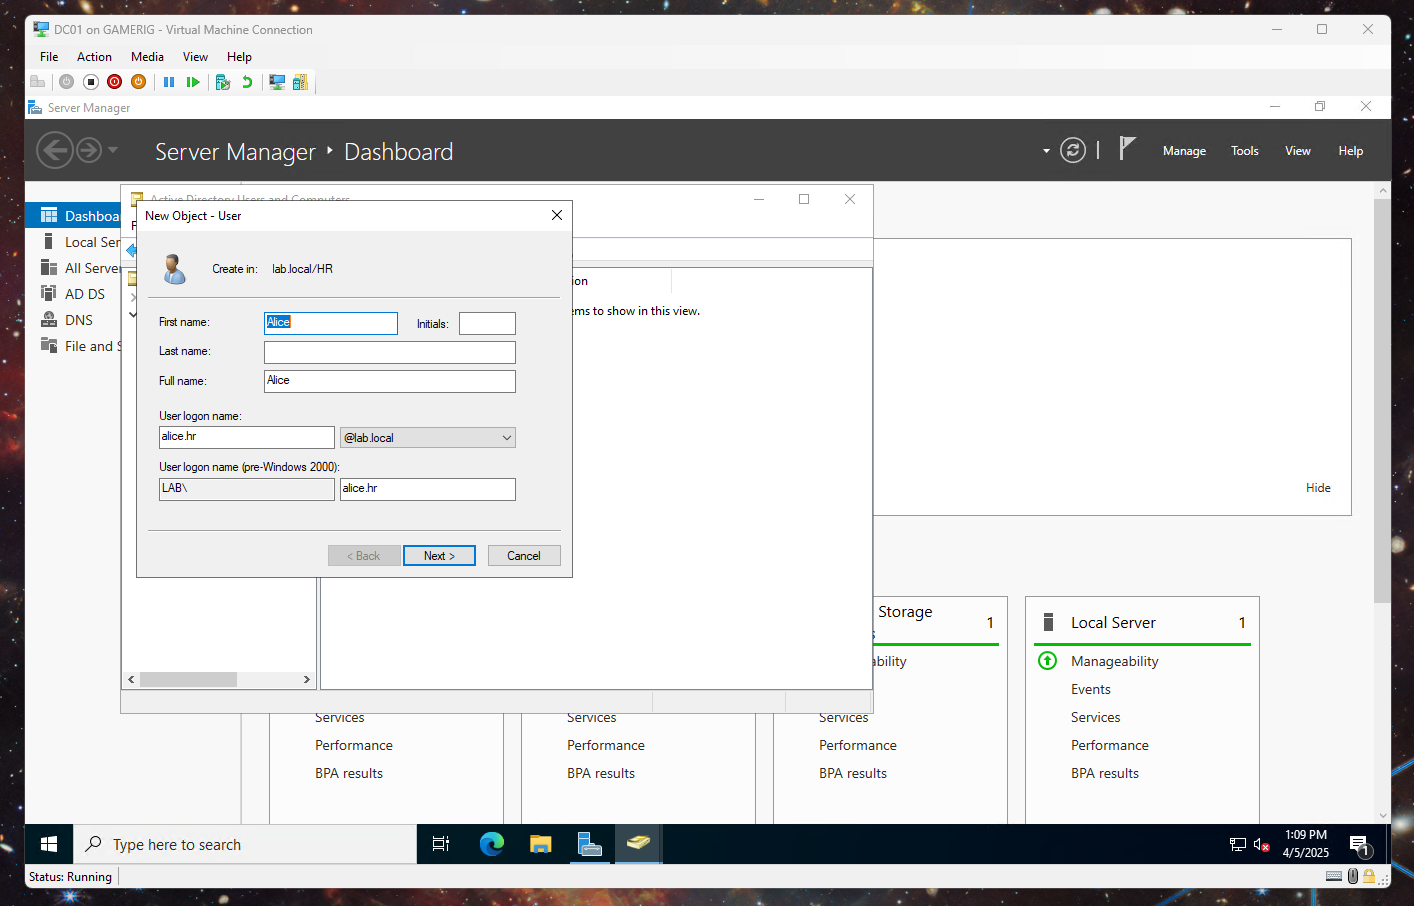 DC01 on GAMERIG - Virtual Machine Connection
File Action Media View Help
Server Manager
Server Manager Dashboard
Manage Tools View Help
Active Directory Users and Computers
New Object - User
Dashboa
Local Ser
All Serve
AD DS
DNS
File and S
F
Create in: lab.local/HR
First name: Alice Initials:
Last name:
Full name: Alice
User logon name:
alice.hr @lab.local
User logon name (pre-Windows 2000):
LAB\ alice.hr
< Back Next > Cancel
ion
ems to show in this view.
Hide
Storage 1
s
ability
Services
Performance
BPA results
Services
Performance
BPA results
Services
Performance
BPA results
Local Server 1
Manageability
Events
Services
Performance
BPA results
Type here to search
1:09 PM
4/5/2025
1
Status: Running